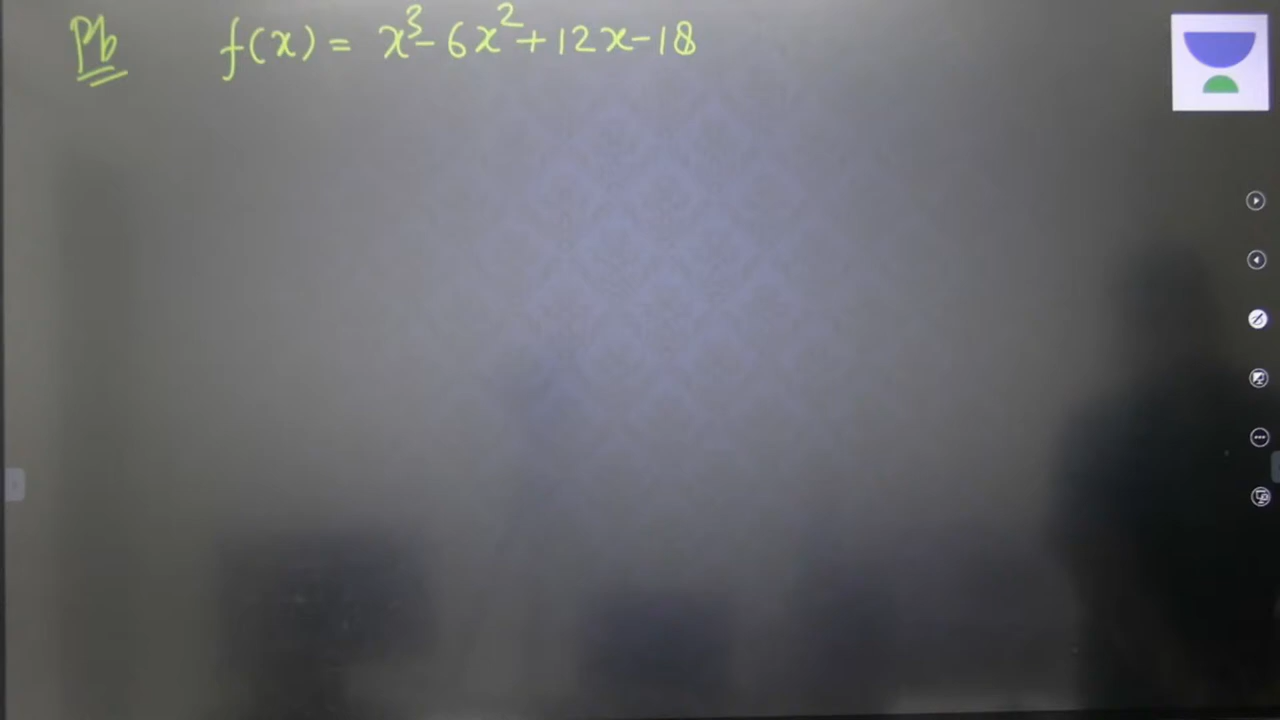 Pb f(x) = x³- 6x²+12x-18